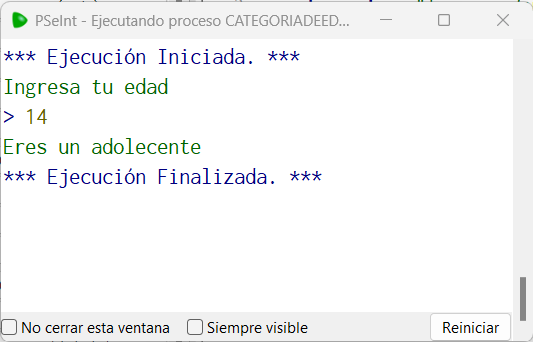 PSeInt - Ejecutando proceso CATEGORIADEED...
*** Ejecución Iniciada. ***
Ingresa tu edad
> 14
Eres un adolecente
*** Ejecución Finalizada. ***
No cerrar esta ventana Siempre visible Reiniciar